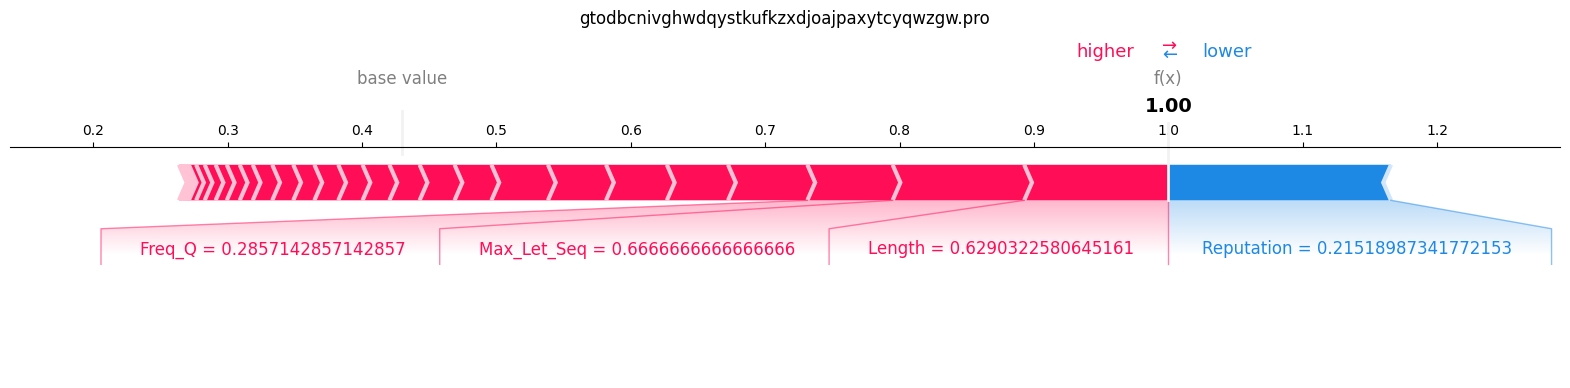 gtodbcnivghwdqystkufkzxdjoajpaxytcyqwzgw.pro
higher ⇄ lower
base value
f(x)
1.00
0.2 0.3 0.4 0.5 0.6 0.7 0.8 0.9 1.0 1.1 1.2
Freq_Q = 0.2857142857142857 Max_Let_Seq = 0.6666666666666666 Length = 0.6290322580645161 Reputation = 0.21518987341772153